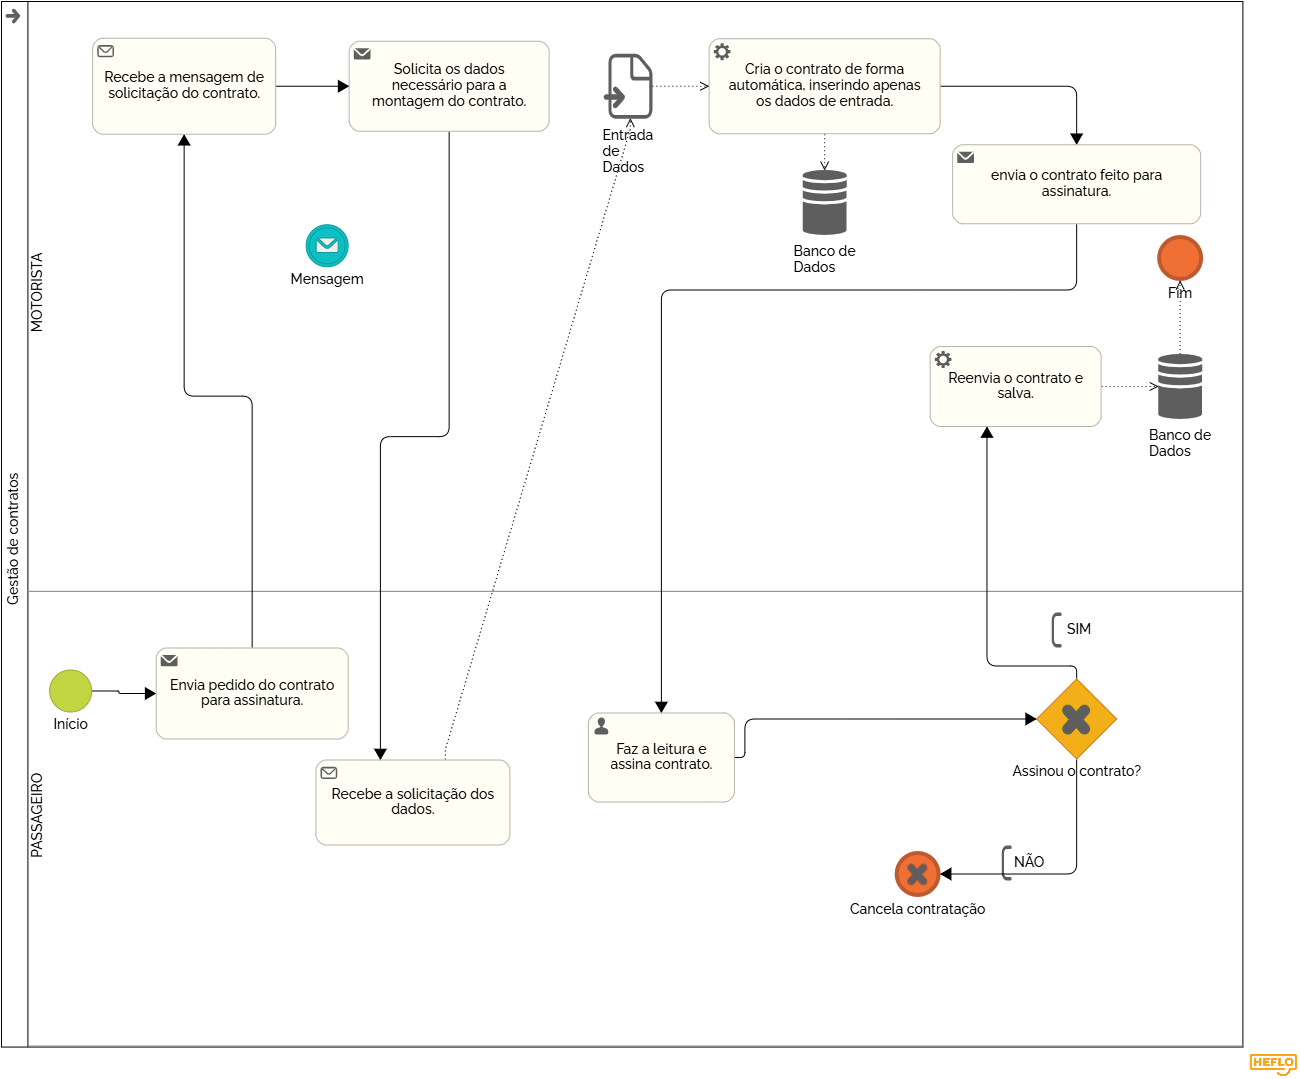 Gestão de contratos
MOTORISTA
Recebe a mensagem de
solicitação do contrato.
Solicita os dados
necessário para a
montagem do contrato.
Entrada
de
Dados
Cria o contrato de forma
automática, inserindo apenas
os dados de entrada.
envia o contrato feito para
assinatura.
Banco de
Dados
Mensagem
Fim
Reenvia o contrato e
salva.
Banco de
Dados
PASSAGEIRO
Início
Envia pedido do contrato
para assinatura.
Recebe a solicitação dos
dados.
Faz a leitura e
assina contrato.
SIM
Assinou o contrato?
NÃO
Cancela contratação
HEFLO